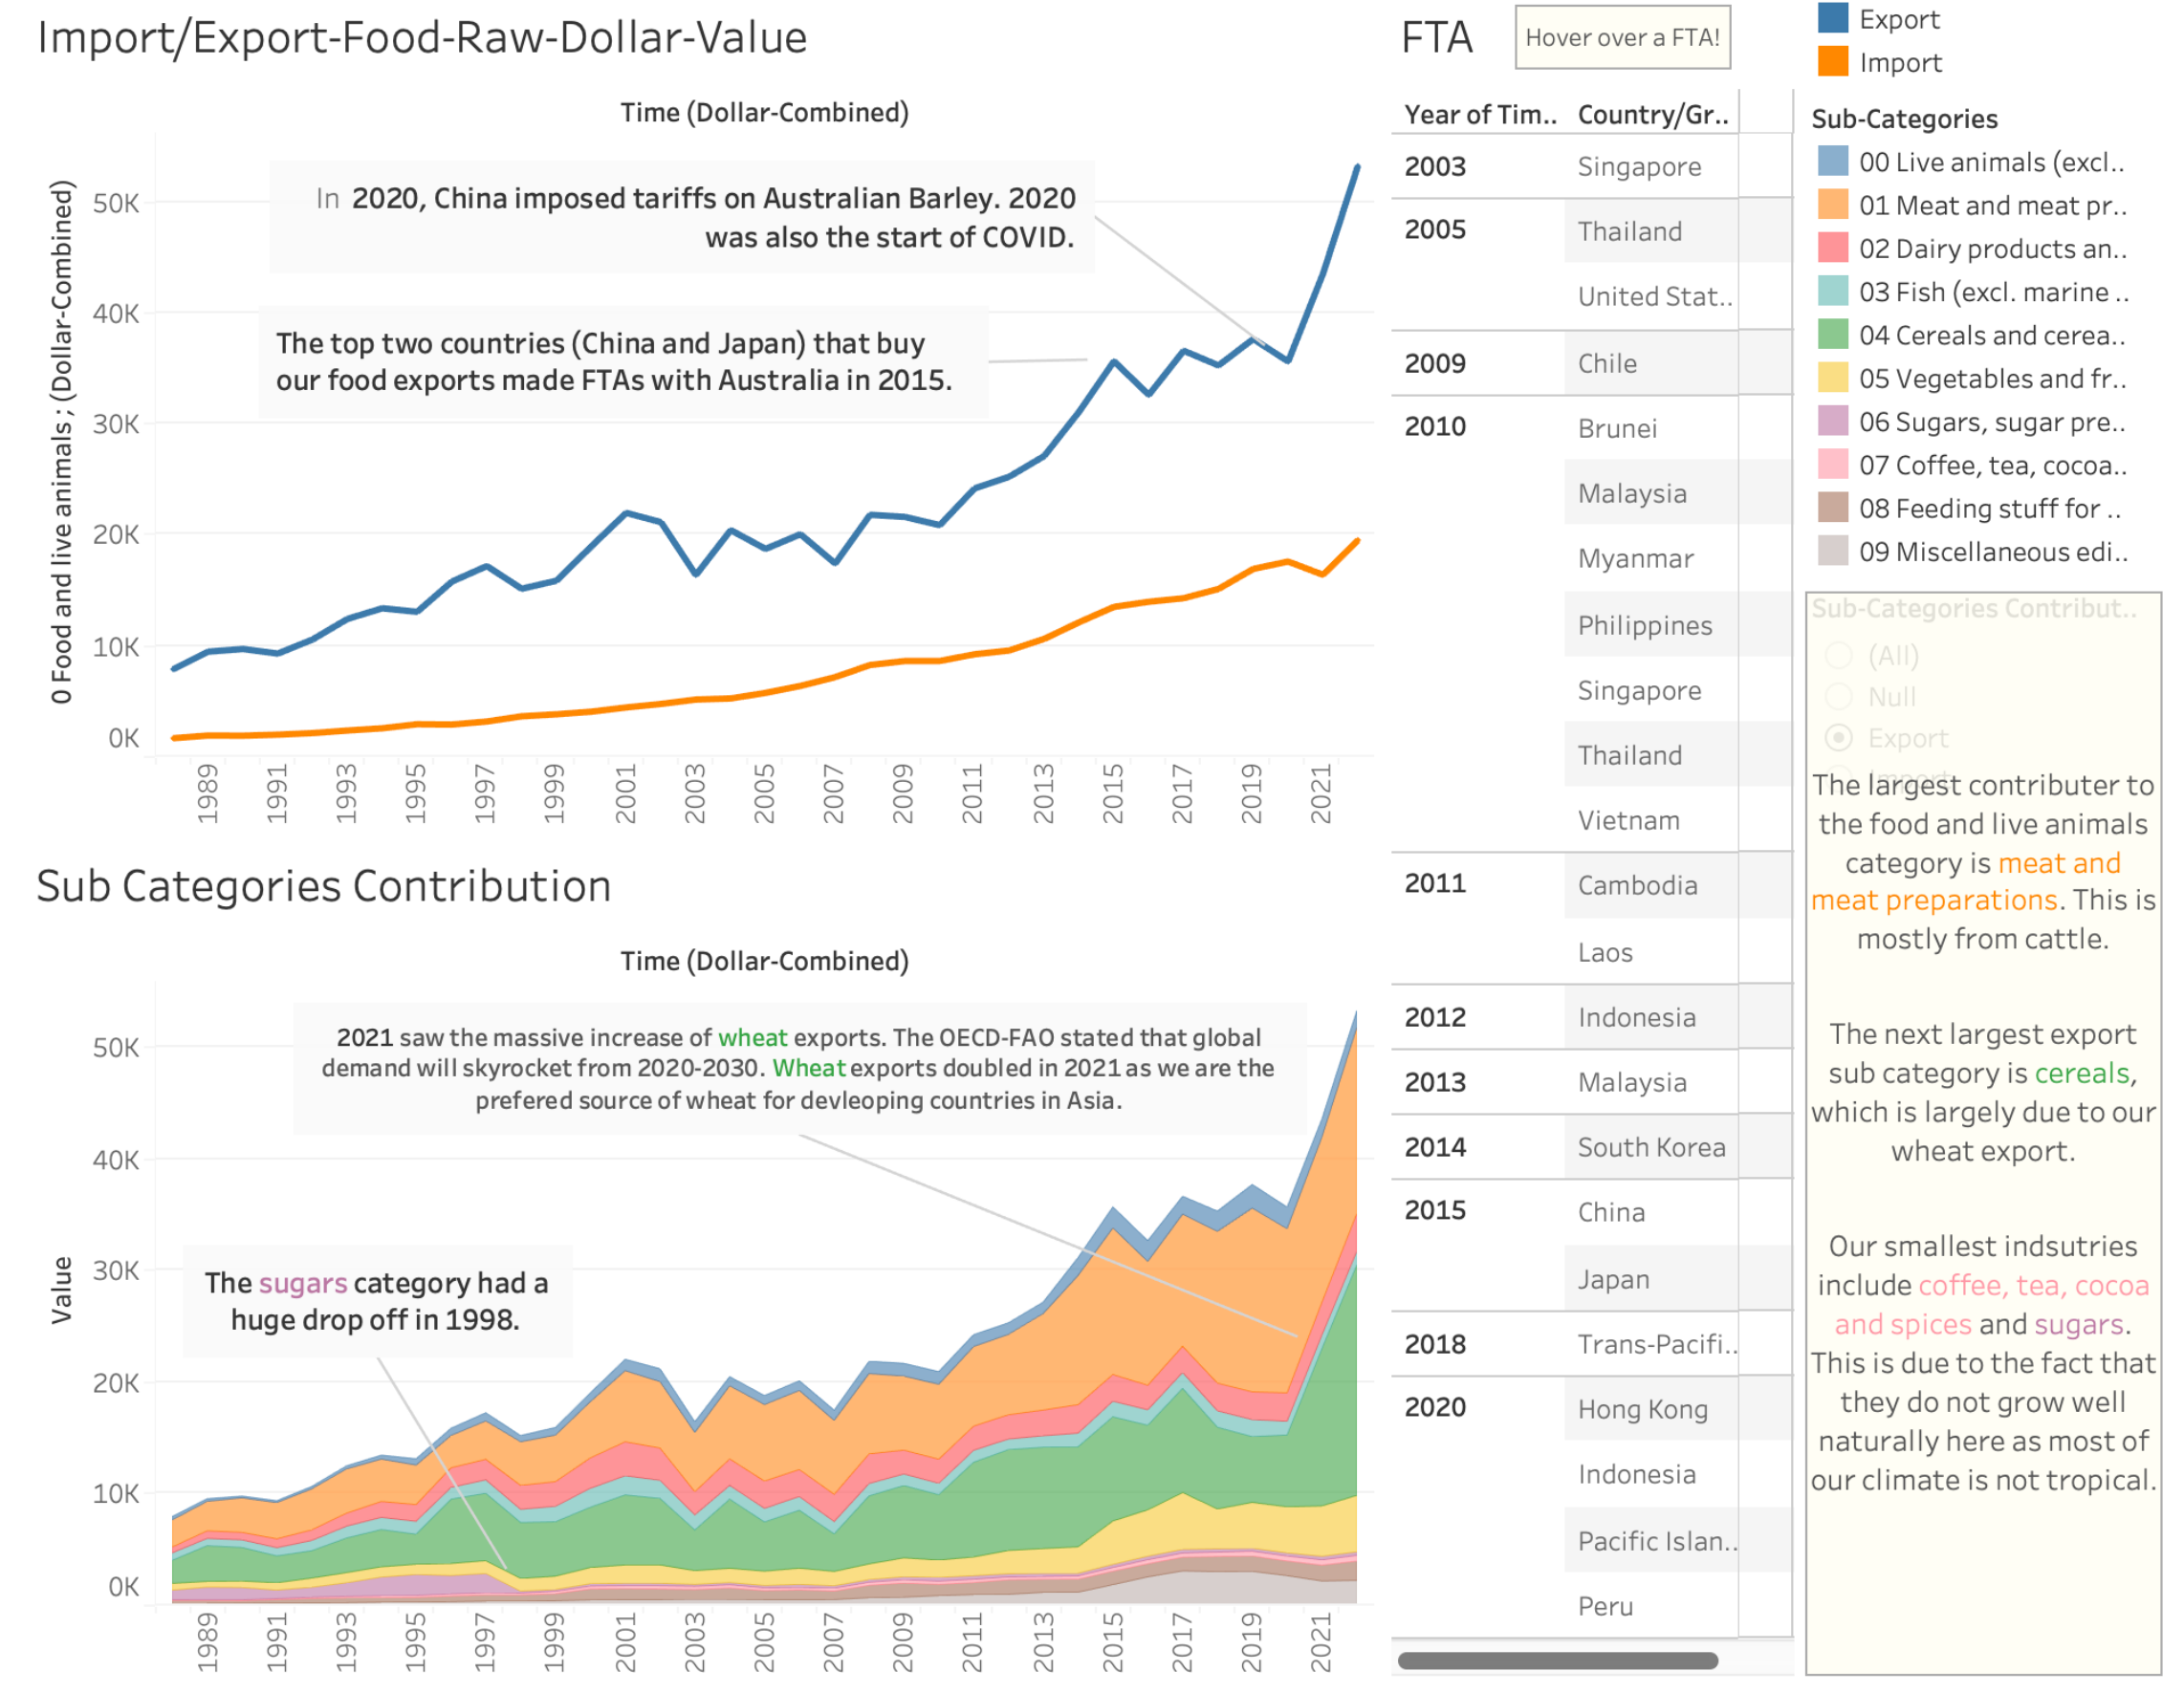 Import/Export-Food-Raw-Dollar-Value
Time (Dollar-Combined)
0 Food and live animals ; (Dollar-Combined)
50K
40K
30K
20K
10K
0K
In 2020, China imposed tariffs on Australian Barley. 2020
was also the start of COVID.
The top two countries (China and Japan) that buy
our food exports made FTAs with Australia in 2015.
1989
1991
1993
1995
1997
1999
2001
2003
2005
2007
2009
2011
2013
2015
2017
2019
2021
Sub Categories Contribution
Time (Dollar-Combined)
Value
50K
40K
30K
20K
10K
0K
2021 saw the massive increase of wheat exports. The OECD-FAO stated that global
demand will skyrocket from 2020-2030. Wheat exports doubled in 2021 as we are the
prefered source of wheat for devleoping countries in Asia.
The sugars category had a
huge drop off in 1998.
1989
1991
1993
1995
1997
1999
2001
2003
2005
2007
2009
2011
2013
2015
2017
2019
2021
FTA
Hover over a FTA!
Year of Tim.. Country/Gr..
2003 Singapore
2005 Thailand
United Stat..
2009 Chile
2010 Brunei
Malaysia
Myanmar
Philippines
Singapore
Thailand
Vietnam
2011 Cambodia
Laos
2012 Indonesia
2013 Malaysia
2014 South Korea
2015 China
Japan
2018 Trans-Pacifi..
2020 Hong Kong
Indonesia
Pacific Islan..
Peru
Export
Import
Sub-Categories
00 Live animals (excl..
01 Meat and meat pr..
02 Dairy products an..
03 Fish (excl. marine ..
04 Cereals and cerea..
05 Vegetables and fr..
06 Sugars, sugar pre..
07 Coffee, tea, cocoa..
08 Feeding stuff for ..
09 Miscellaneous edi..
Sub-Categories Contribut..
(All)
Null
Export
Import
The largest contributer to
the food and live animals
category is meat and
meat preparations. This is
mostly from cattle.
The next largest export
sub category is cereals,
which is largely due to our
wheat export.
Our smallest indsutries
include coffee, tea, cocoa
and spices and sugars.
This is due to the fact that
they do not grow well
naturally here as most of
our climate is not tropical.